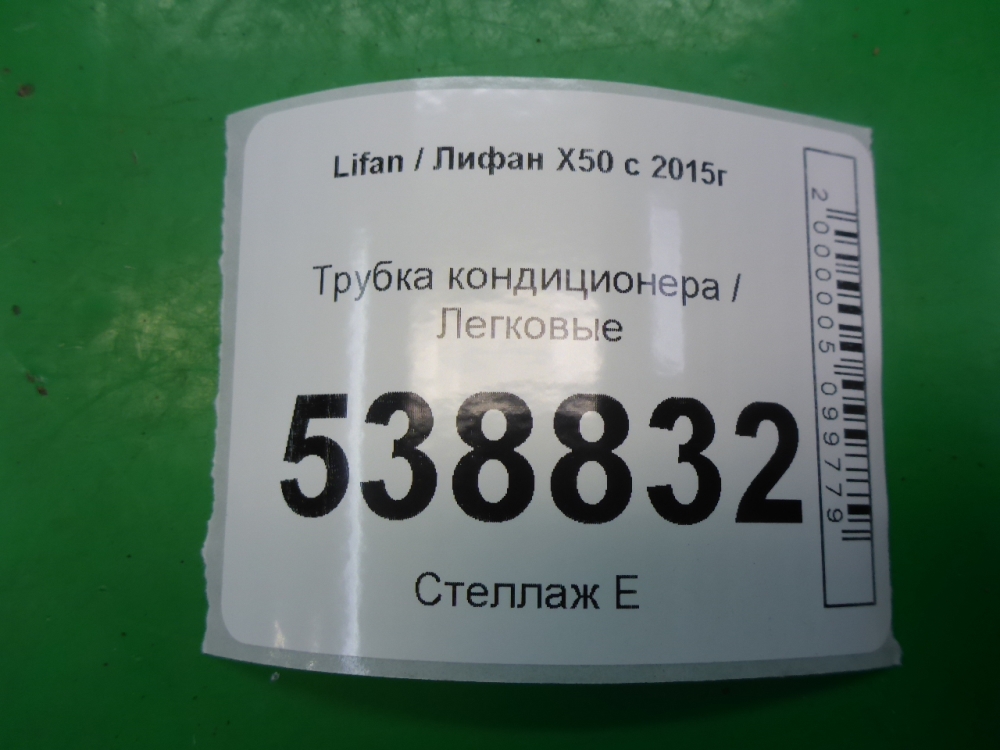 Lifan / Лифан X50 с 2015г
Трубка кондиционера /
Легковые
538832
Стеллаж Е
2000005099779